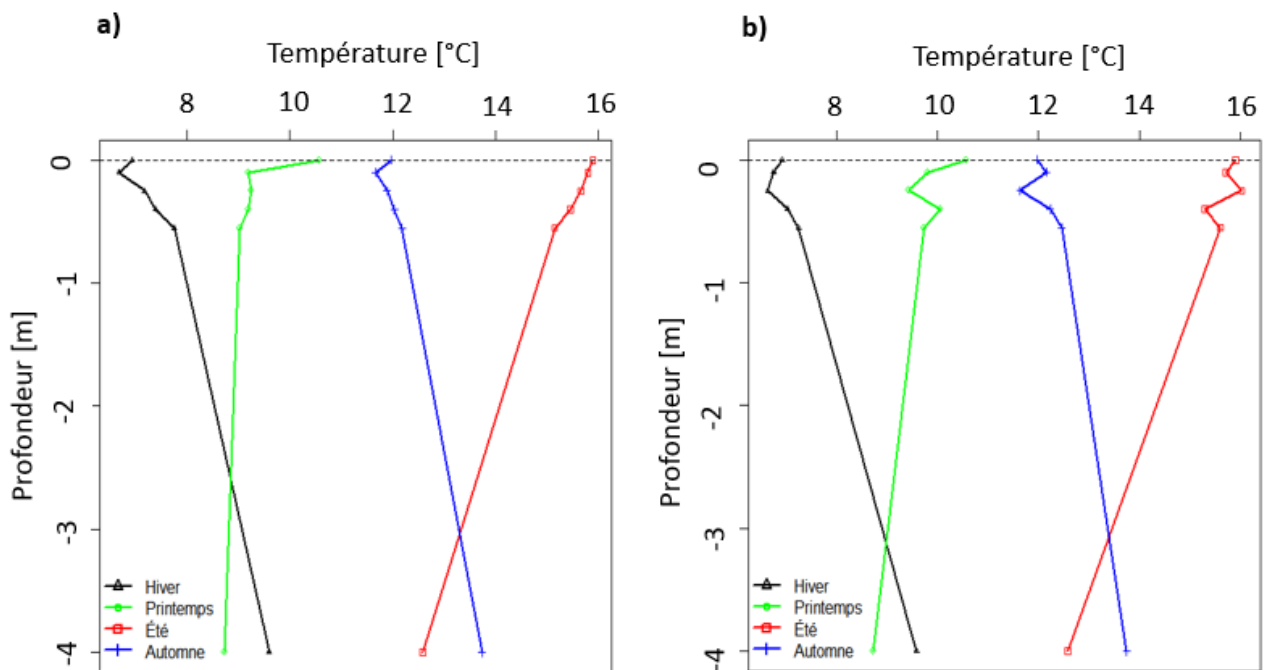 a)
Température [°C]
8 10 12 14 16
0
-1
-2
-3
-4
Profondeur [m]
Hiver
Printemps
Été
Automne
b)
Température [°C]
8 10 12 14 16
0
-1
-2
-3
-4
Profondeur [m]
Hiver
Printemps
Été
Automne